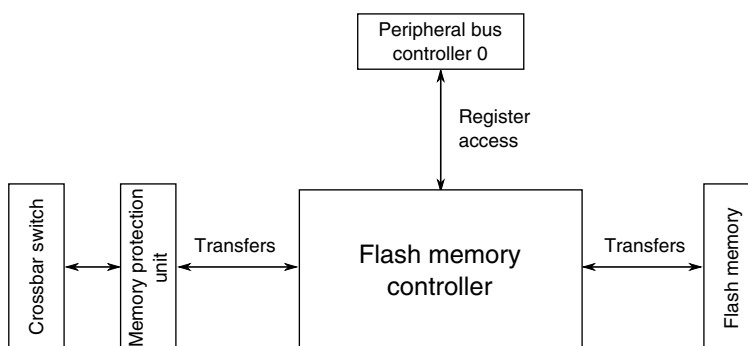 Peripheral bus
controller 0
Register
access
Crossbar switch
Memory protection
unit
Transfers
Flash memory
controller
Transfers
Flash memory